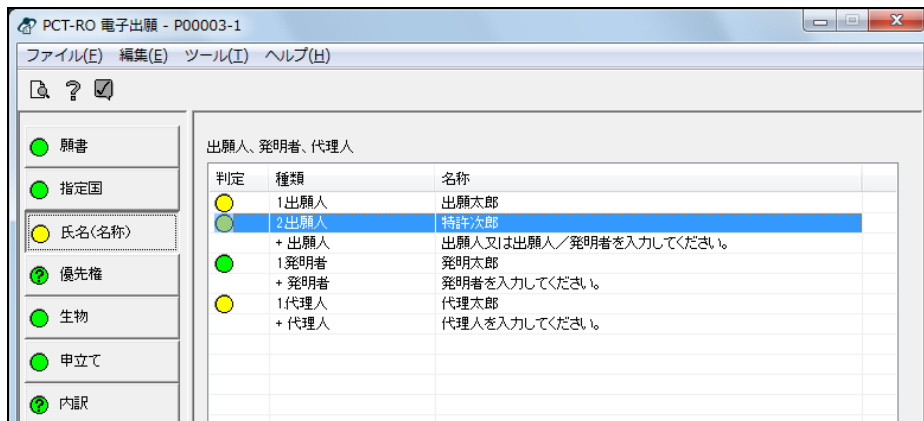 PCT-RO 電子出願 - P00003-1
ファイル(F) 編集(E) ツール(T) ヘルプ(H)
願書
指定国
氏名(名称)
優先権
生物
申立て
内訳
出願人、発明者、代理人
判定 種類 名称
1出願人 出願太郎
2出願人 特許次郎
+ 出願人 出願人又は出願人／発明者を入力してください。
1発明者 発明太郎
+ 発明者 発明者を入力してください。
1代理人 代理太郎
+ 代理人 代理人を入力してください。